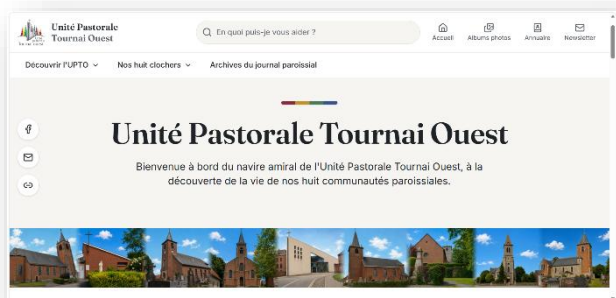 Unité Pastorale
Tournai Ouest
En quoi puis-je vous aider ?
Accueil
Albums photos
Annuaire
Newsletter
Découvrir l'UPTO
Nos huit clochers
Archives du journal paroissial
Unité Pastorale Tournai Ouest
Bienvenue à bord du navire amiral de l'Unité Pastorale Tournai Ouest, à la
découverte de la vie de nos huit communautés paroissiales.